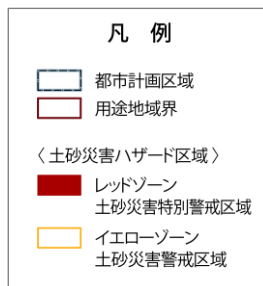 凡 例
都市計画区域
用途地域界
〈 土砂災害ハザード区域 〉
レッドゾーン
土砂災害特別警戒区域
イエローゾーン
土砂災害警戒区域